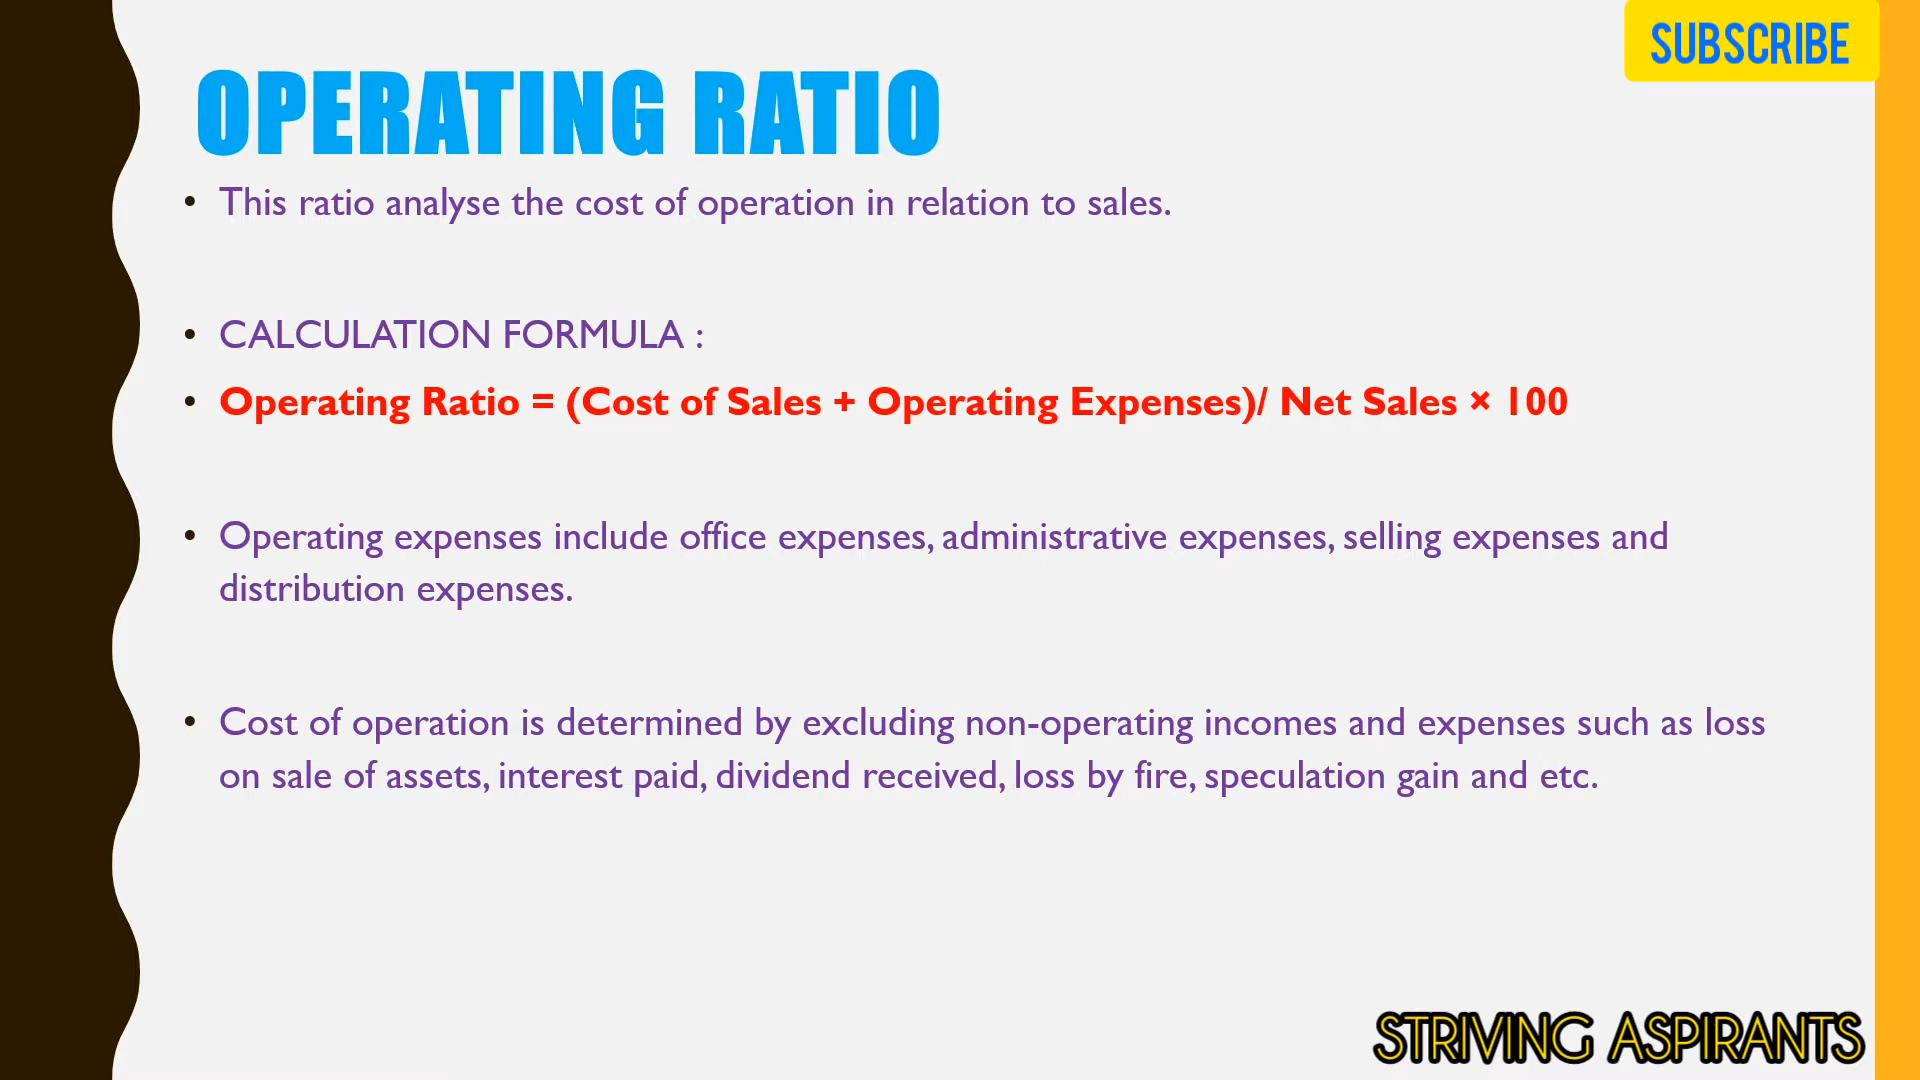 SUBSCRIBE
OPERATING RATIO
• This ratio analyse the cost of operation in relation to sales.
• CALCULATION FORMULA :
• Operating Ratio = (Cost of Sales + Operating Expenses)/ Net Sales × 100
• Operating expenses include office expenses, administrative expenses, selling expenses and
distribution expenses.
• Cost of operation is determined by excluding non-operating incomes and expenses such as loss
on sale of assets, interest paid, dividend received, loss by fire, speculation gain and etc.
STRIVING ASPIRANTS